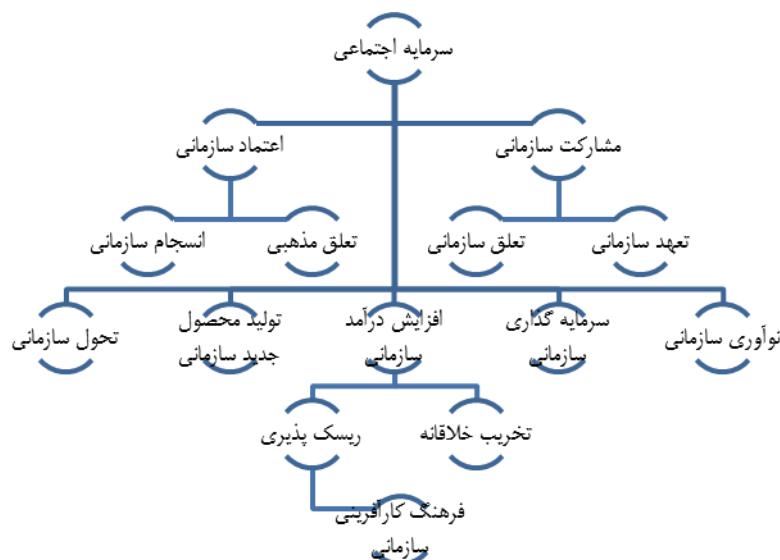 سرمایه اجتماعی
مشارکت سازمانی
اعتماد سازمانی
تعهد سازمانی
تعلق سازمانی
تعلق مذهبی
انسجام سازمانی
نوآوری سازمانی
سرمایه گذاری
سازمانی
افزایش درآمد
سازمانی
تولید محصول
جدید سازمانی
تحول سازمانی
تخریب خلاقانه
ریسک پذیری
فرهنگ کارآفرینی
سازمانی